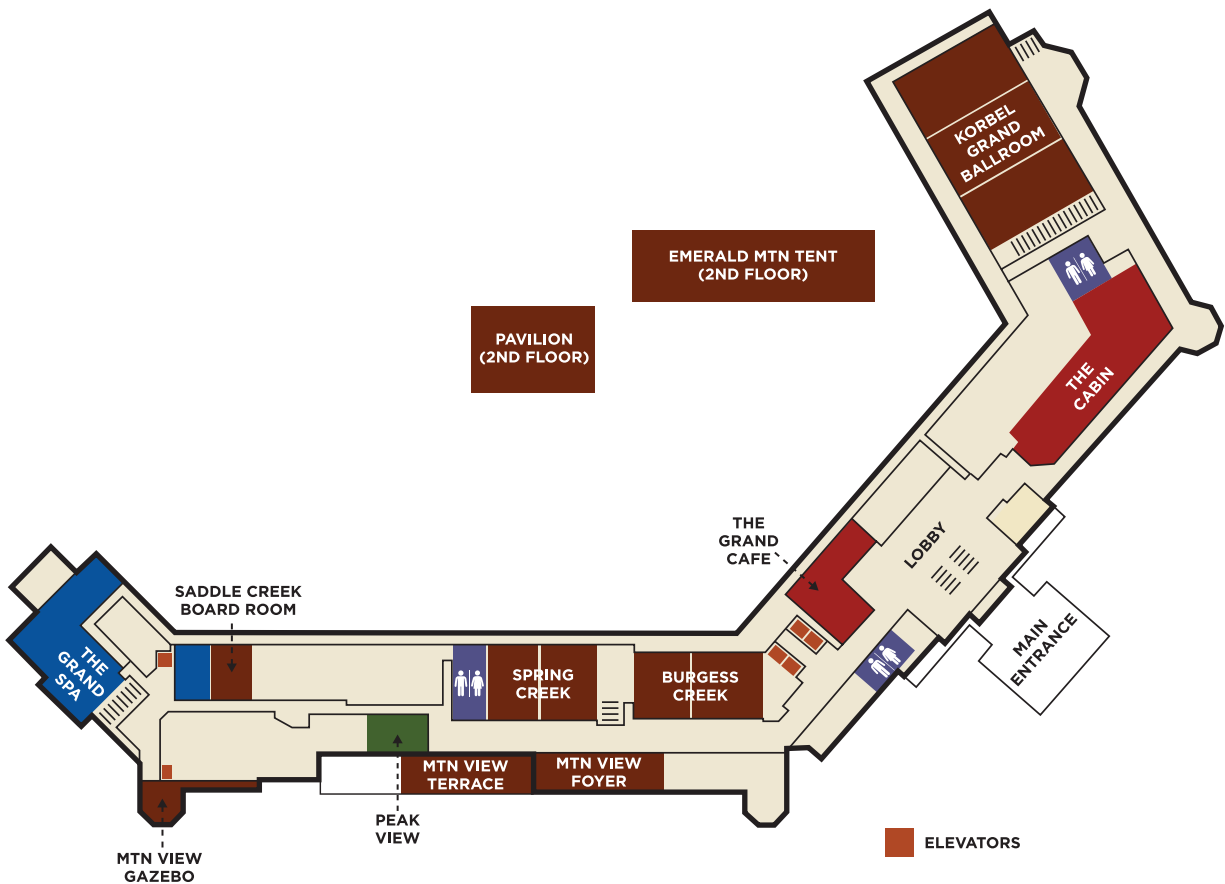 KORBEL
GRAND
BALLROOM
EMERALD MTN TENT
(2ND FLOOR)
PAVILION
(2ND FLOOR)
THE
CABIN
THE
GRAND
CAFE
LOBBY
SADDLE CREEK
BOARD ROOM
MAIN
ENTRANCE
THE
GRAND
SPA
SPRING
CREEK
BURGESS
CREEK
MTN VIEW
TERRACE
MTN VIEW
FOYER
PEAK
VIEW
ELEVATORS
MTN VIEW
GAZEBO